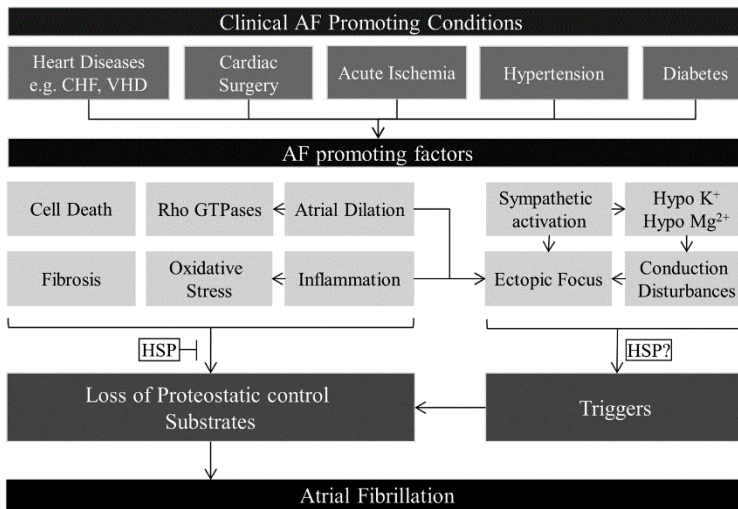 Clinical AF Promoting Conditions
Heart Diseases
e.g. CHF, VHD
Cardiac
Surgery
Acute Ischemia
Hypertension
Diabetes
AF promoting factors
Cell Death
Rho GTPases
Atrial Dilation
Sympathetic
activation
Hypo K⁺
Hypo Mg²⁺
Fibrosis
Oxidative
Stress
Inflammation
Ectopic Focus
Conduction
Disturbances
HSP
HSP?
Loss of Proteostatic control
Substrates
Triggers
Atrial Fibrillation